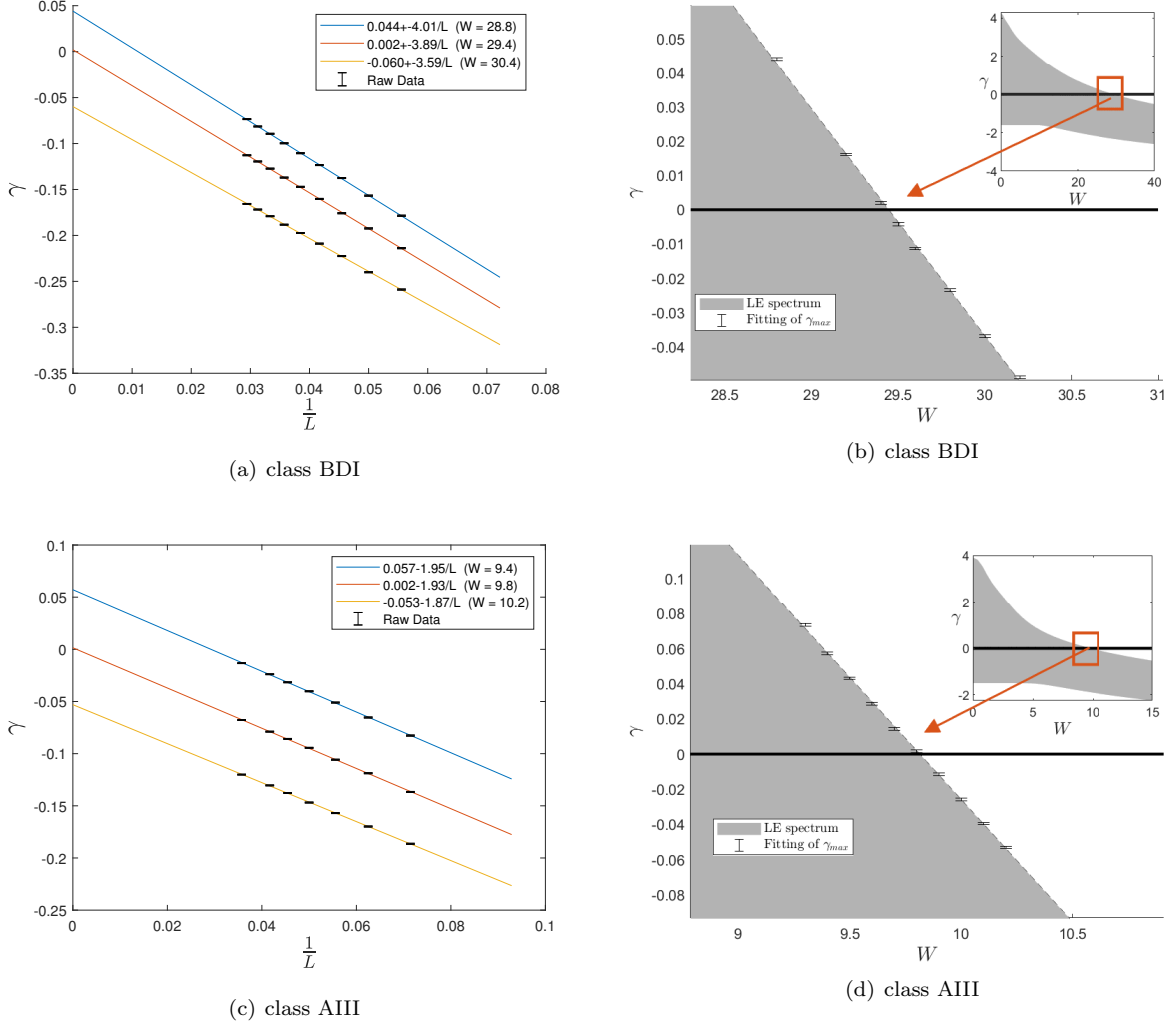 0.05
0
-0.05
-0.1
-0.15
-0.2
-0.25
-0.3
-0.35
γ
0 0.01 0.02 0.03 0.04 0.05 0.06 0.07 0.08
1/L
0.044+-4.01/L (W = 28.8)
0.002+-3.89/L (W = 29.4)
-0.060+-3.59/L (W = 30.4)
Raw Data
(a) class BDI
0.05
0.04
0.03
0.02
0.01
0
-0.01
-0.02
-0.03
-0.04
γ
28.5 29 29.5 30 30.5 31
W
LE spectrum
Fitting of γmax
4
2
0
-2
-4
γ
0 20 40
W
(b) class BDI
0.1
0.05
0
-0.05
-0.1
-0.15
-0.2
-0.25
γ
0 0.02 0.04 0.06 0.08 0.1
1/L
0.057-1.95/L (W = 9.4)
0.002-1.93/L (W = 9.8)
-0.053-1.87/L (W = 10.2)
Raw Data
(c) class AIII
0.1
0.08
0.06
0.04
0.02
0
-0.02
-0.04
-0.06
-0.08
γ
9 9.5 10 10.5
W
LE spectrum
Fitting of γmax
4
2
0
-2
γ
0 5 10 15
W
(d) class AIII